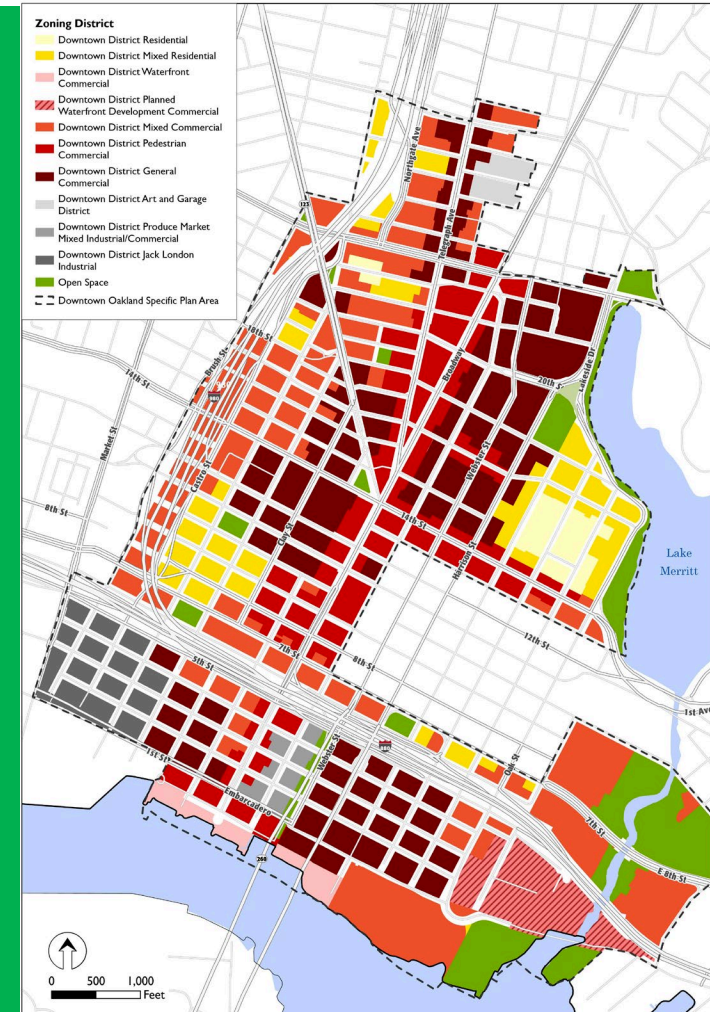 Zoning District
Downtown District Residential
Downtown District Mixed Residential
Downtown District Waterfront
Commercial
Downtown District Planned
Waterfront Development Commercial
Downtown District Mixed Commercial
Downtown District Pedestrian
Commercial
Downtown District General
Commercial
Downtown District Art and Garage
District
Downtown District Produce Market
Mixed Industrial/Commercial
Downtown District Jack London
Industrial
Open Space
Downtown Oakland Specific Plan Area
Northgate Ave
123
Telegraph Ave
18th St
Brush St
980
980
14th St
Market St
Castro St
Broadway
20th S
Lakeside Dr
Webster St
8th St
Clay St
14th St
Harrison St
Lake
Merritt
12th St
7th St
8th St
5th St
1st Ave
Webster St
880
Oak St
1st St
Embarcadero
7th St
E 8th St
260
0 500 1,000
Feet